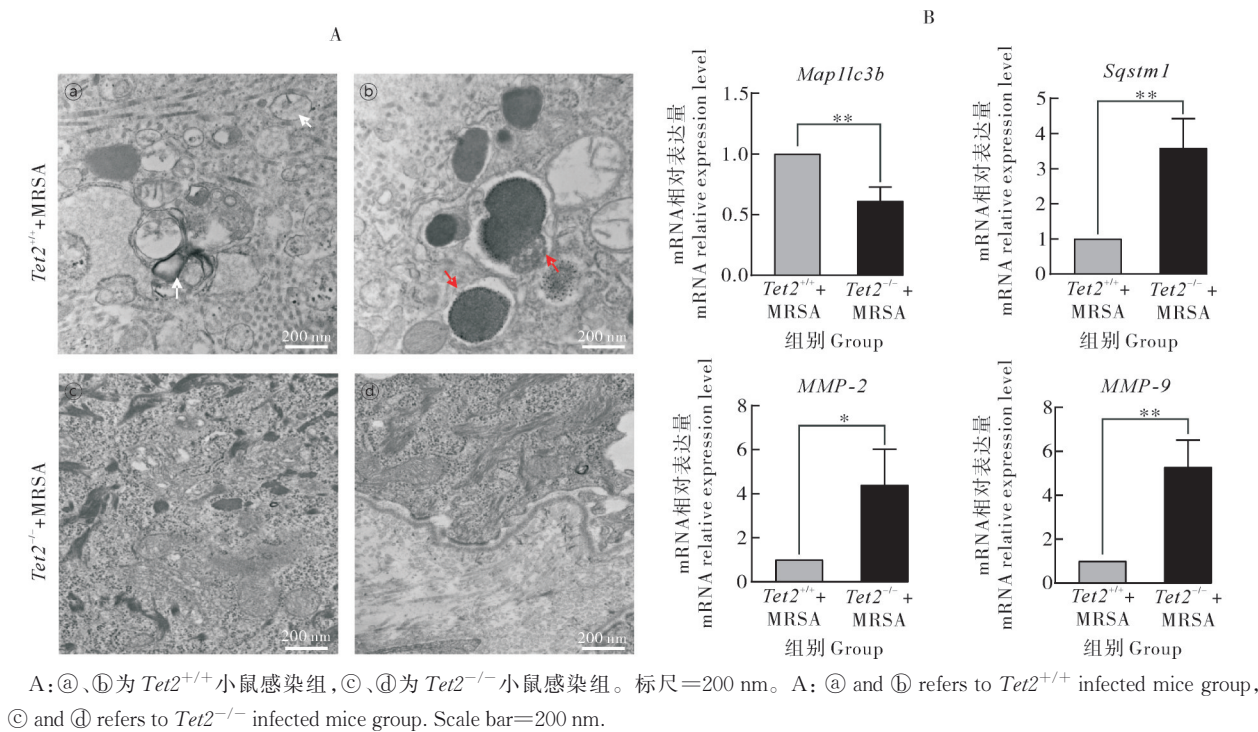 A
B
ⓐ
ⓑ
Tet2+/+ +MRSA
200 nm
200 nm
ⓒ
ⓓ
Tet2-/- +MRSA
200 nm
200 nm
Map1lc3b
mRNA相对表达量
mRNA relative expression level
1.5
1.0
0.5
0.0
**
Tet2+/+ + Tet2-/- +
MRSA MRSA
组别 Group
Sqstm1
mRNA相对表达量
mRNA relative expression level
5
4
3
2
1
0
**
Tet2+/+ + Tet2-/- +
MRSA MRSA
组别 Group
MMP-2
mRNA相对表达量
mRNA relative expression level
8
6
4
2
0
*
Tet2+/+ + Tet2-/- +
MRSA MRSA
组别 Group
MMP-9
mRNA相对表达量
mRNA relative expression level
8
6
4
2
0
**
Tet2+/+ + Tet2-/- +
MRSA MRSA
组别 Group
A:ⓐ、ⓑ为 Tet2+/+ 小鼠感染组,ⓒ、ⓓ为 Tet2-/- 小鼠感染组。标尺=200 nm。A: ⓐ and ⓑ refers to Tet2+/+ infected mice group,
ⓒ and ⓓ refers to Tet2-/- infected mice group. Scale bar=200 nm.